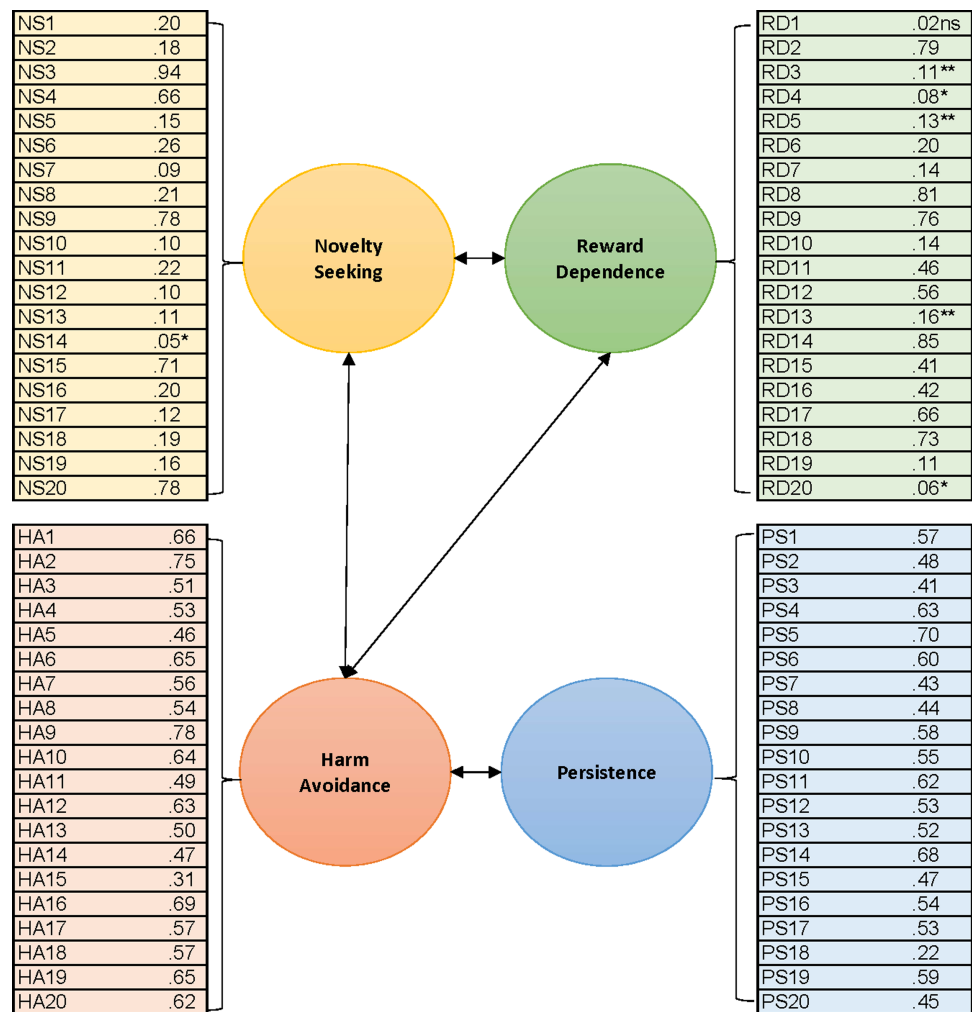 NS1 .20
NS2 .18
NS3 .94
NS4 .66
NS5 .15
NS6 .26
NS7 .09
NS8 .21
NS9 .78
NS10 .10
NS11 .22
NS12 .10
NS13 .11
NS14 .05*
NS15 .71
NS16 .20
NS17 .12
NS18 .19
NS19 .16
NS20 .78
Novelty
Seeking
Reward
Dependence
RD1 .02ns
RD2 .79
RD3 .11**
RD4 .08*
RD5 .13**
RD6 .20
RD7 .14
RD8 .81
RD9 .76
RD10 .14
RD11 .46
RD12 .56
RD13 .16**
RD14 .85
RD15 .41
RD16 .42
RD17 .66
RD18 .73
RD19 .11
RD20 .06*
HA1 .66
HA2 .75
HA3 .51
HA4 .53
HA5 .46
HA6 .65
HA7 .56
HA8 .54
HA9 .78
HA10 .64
HA11 .49
HA12 .63
HA13 .50
HA14 .47
HA15 .31
HA16 .69
HA17 .57
HA18 .57
HA19 .65
HA20 .62
Harm
Avoidance
Persistence
PS1 .57
PS2 .48
PS3 .41
PS4 .63
PS5 .70
PS6 .60
PS7 .43
PS8 .44
PS9 .58
PS10 .55
PS11 .62
PS12 .53
PS13 .52
PS14 .68
PS15 .47
PS16 .54
PS17 .53
PS18 .22
PS19 .59
PS20 .45